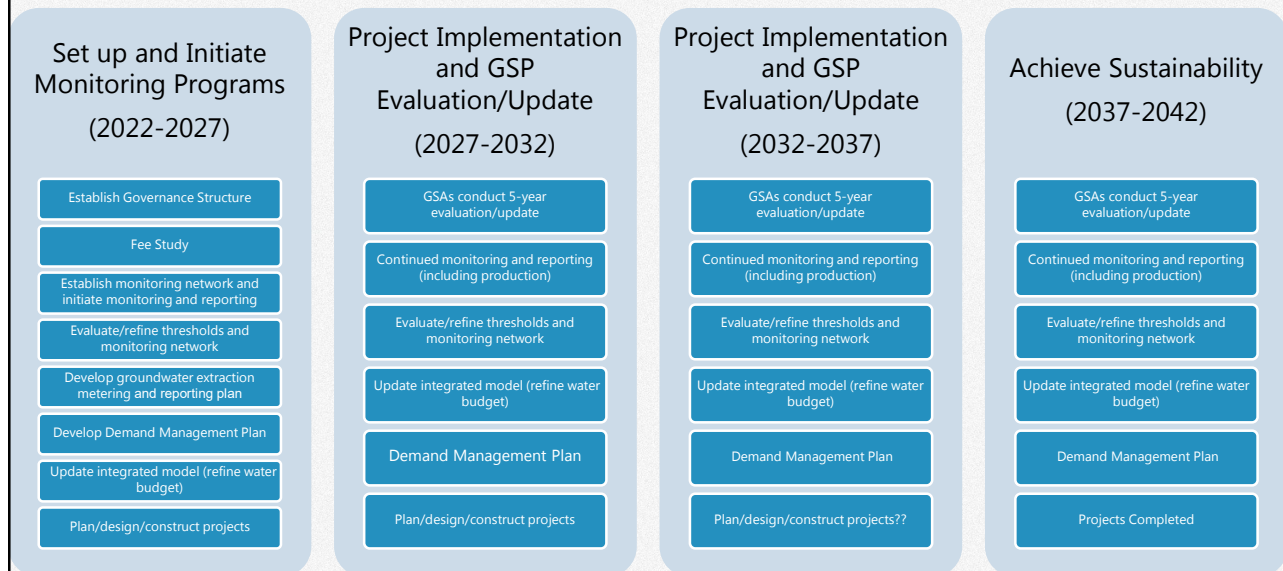 Set up and Initiate
Monitoring Programs
(2022-2027)
Establish Governance Structure
Fee Study
Establish monitoring network and
initiate monitoring and reporting
Evaluate/refine thresholds and
monitoring network
Develop groundwater extraction
metering and reporting plan
Develop Demand Management Plan
Update integrated model (refine water
budget)
Plan/design/construct projects
Project Implementation
and GSP
Evaluation/Update
(2027-2032)
GSAs conduct 5-year
evaluation/update
Continued monitoring and reporting
(including production)
Evaluate/refine thresholds and
monitoring network
Update integrated model (refine water
budget)
Demand Management Plan
Plan/design/construct projects
Project Implementation
and GSP
Evaluation/Update
(2032-2037)
GSAs conduct 5-year
evaluation/update
Continued monitoring and reporting
(including production)
Evaluate/refine thresholds and
monitoring network
Update integrated model (refine water
budget)
Demand Management Plan
Plan/design/construct projects??
Achieve Sustainability
(2037-2042)
GSAs conduct 5-year
evaluation/update
Continued monitoring and reporting
(including production)
Evaluate/refine thresholds and
monitoring network
Update integrated model (refine water
budget)
Demand Management Plan
Projects Completed